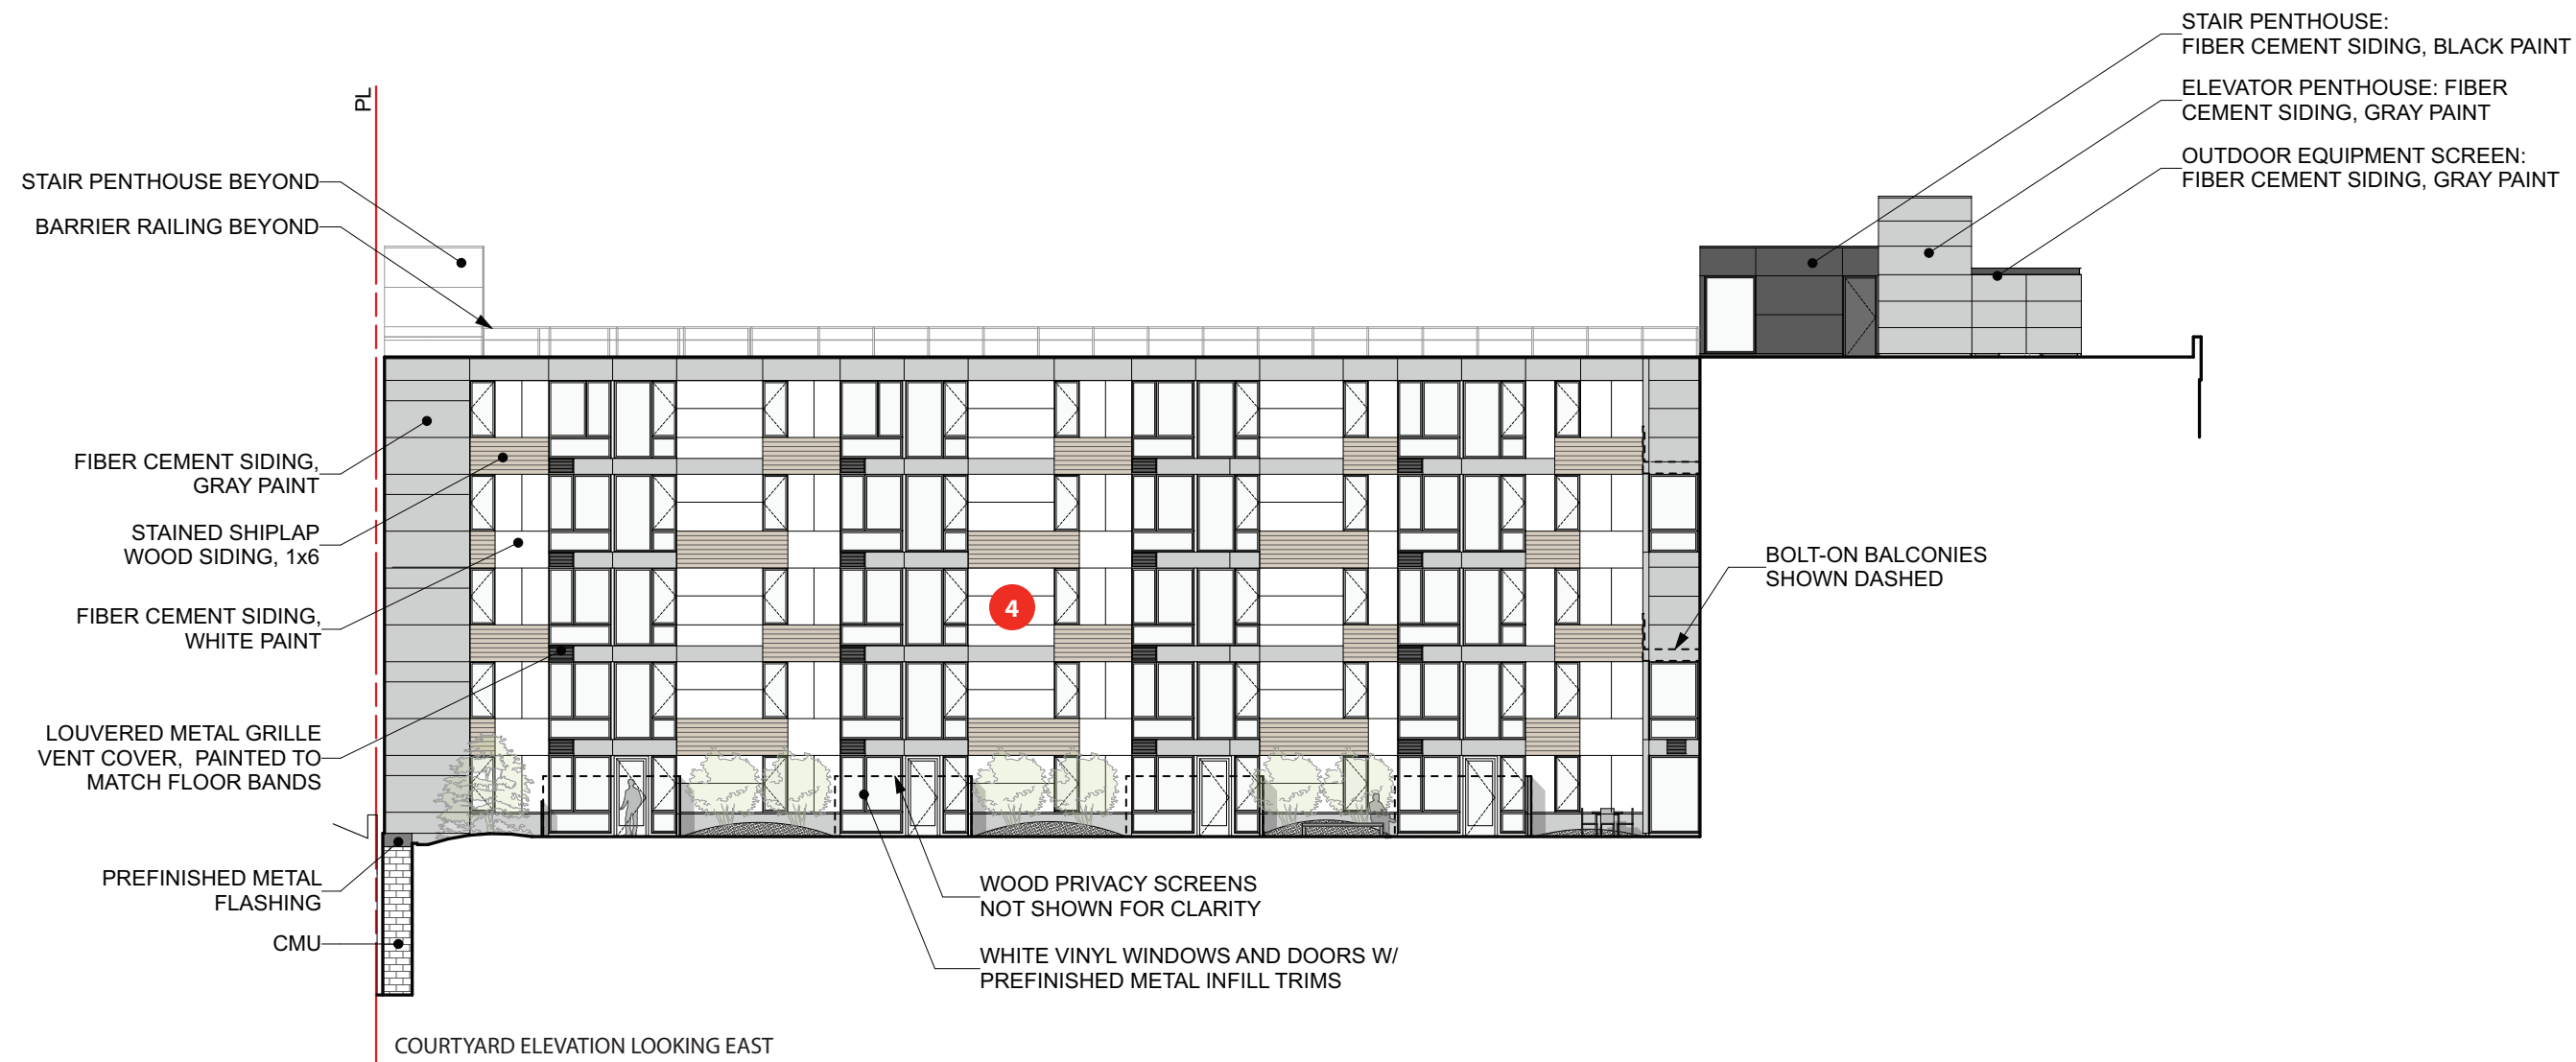 STAIR PENTHOUSE:
FIBER CEMENT SIDING, BLACK PAINT
ELEVATOR PENTHOUSE: FIBER
CEMENT SIDING, GRAY PAINT
OUTDOOR EQUIPMENT SCREEN:
FIBER CEMENT SIDING, GRAY PAINT
PL
STAIR PENTHOUSE BEYOND
BARRIER RAILING BEYOND
FIBER CEMENT SIDING,
GRAY PAINT
STAINED SHIPLAP
WOOD SIDING, 1x6
FIBER CEMENT SIDING,
WHITE PAINT
LOUVERED METAL GRILLE
VENT COVER, PAINTED TO
MATCH FLOOR BANDS
PREFINISHED METAL
FLASHING
CMU
4
BOLT-ON BALCONIES
SHOWN DASHED
WOOD PRIVACY SCREENS
NOT SHOWN FOR CLARITY
WHITE VINYL WINDOWS AND DOORS W/
PREFINISHED METAL INFILL TRIMS
COURTYARD ELEVATION LOOKING EAST